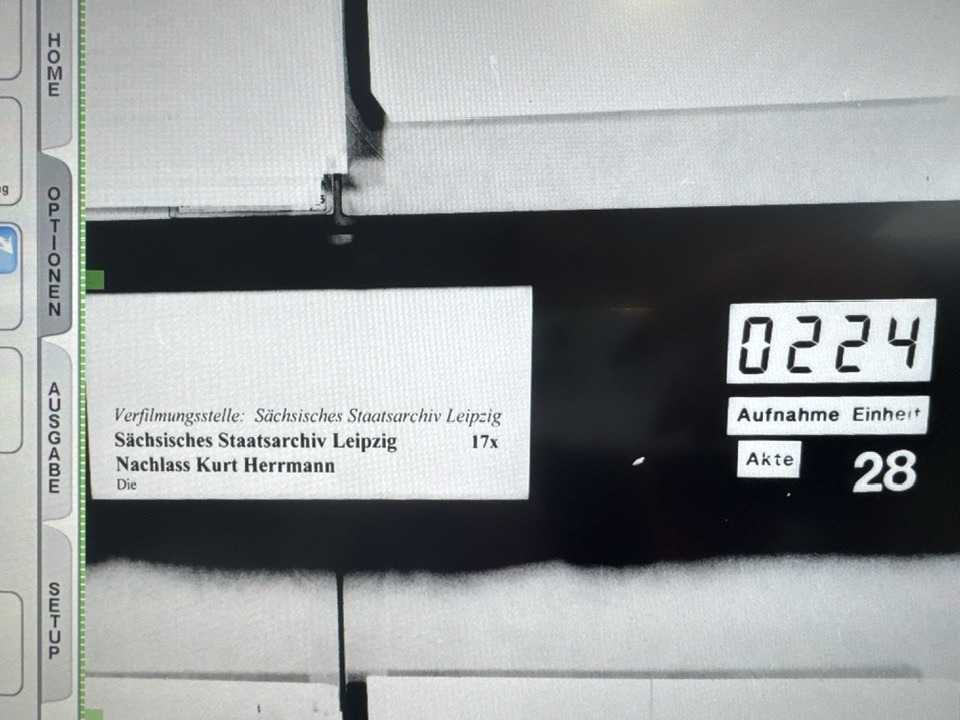 HOME
OPTIONEN
AUSGABE
SETUP
Verfilmungsstelle: Sächsisches Staatsarchiv Leipzig
Sächsisches Staatsarchiv Leipzig 17x
Nachlass Kurt Herrmann
Die
0224
Aufnahme Einheit
Akte 28